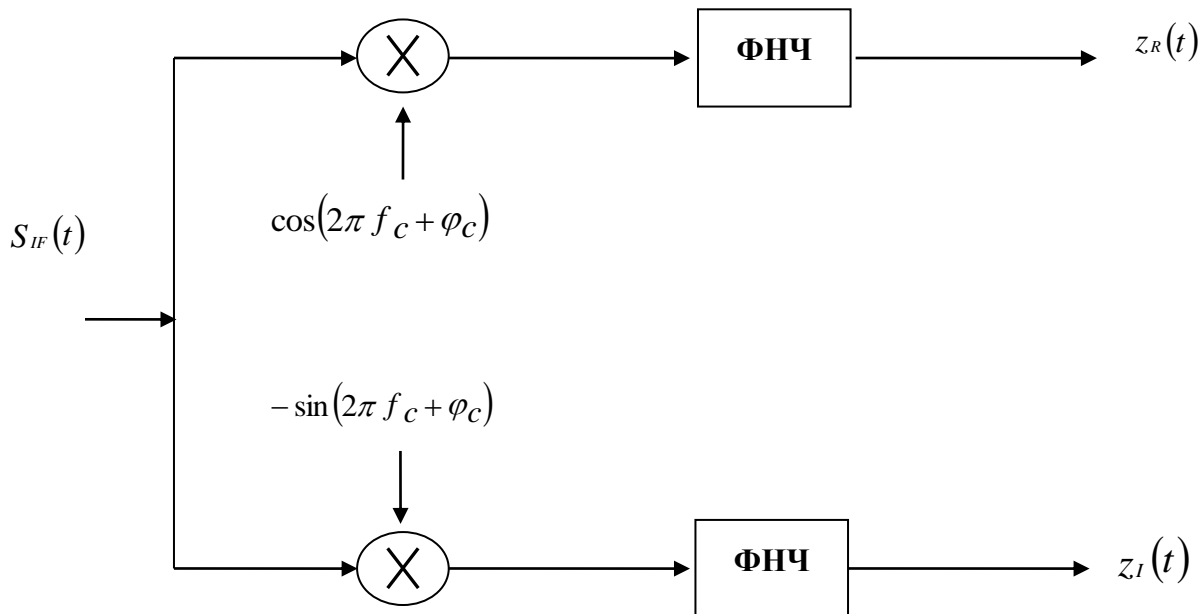 ФНЧ
z_R(t)
cos(2π f_c + φ_c)
S_IF(t)
− sin(2π f_c + φ_c)
ФНЧ
z_I(t)